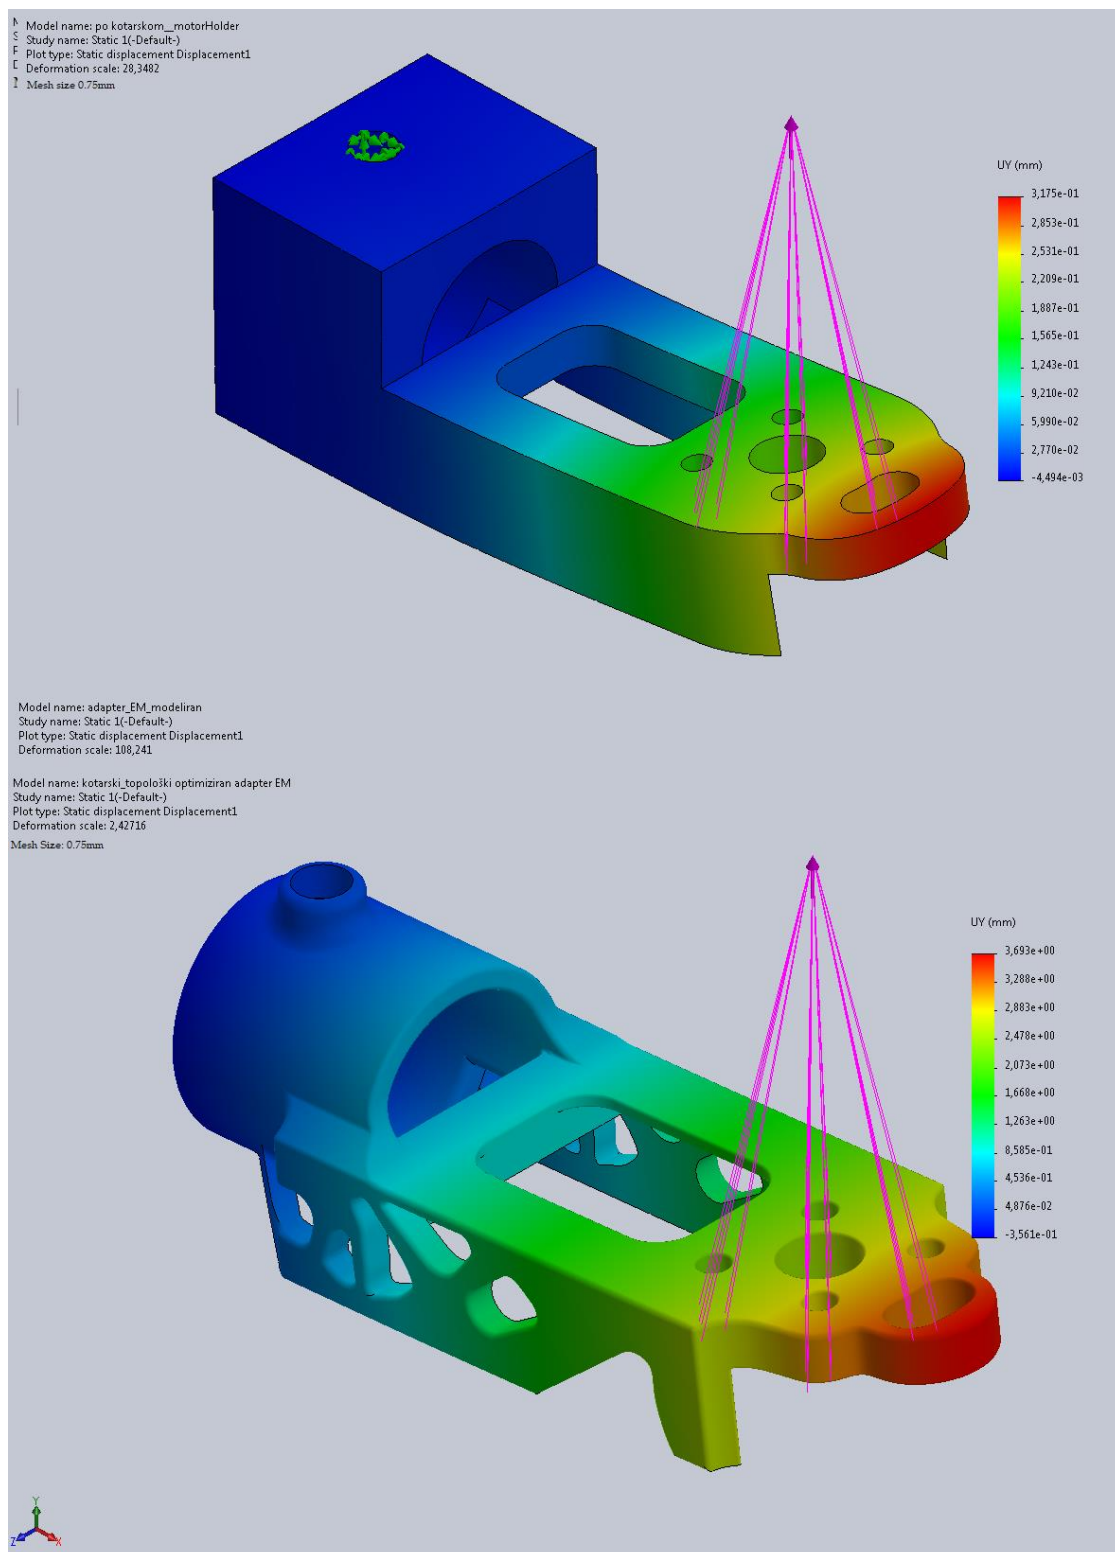 Model name: po kotarskom__motorHolder
Study name: Static 1(-Default-)
Plot type: Static displacement Displacement1
Deformation scale: 28,3482
Mesh size 0.75mm
UY (mm)
3,175e-01
2,853e-01
2,531e-01
2,209e-01
1,887e-01
1,565e-01
1,243e-01
9,210e-02
5,990e-02
2,770e-02
-4,494e-03
Model name: adapter_EM_modeliran
Study name: Static 1(-Default-)
Plot type: Static displacement Displacement1
Deformation scale: 108,241
Model name: kotarski_topološki optimiziran adapter EM
Study name: Static 1(-Default-)
Plot type: Static displacement Displacement1
Deformation scale: 2,42716
Mesh Size: 0.75mm
UY (mm)
3,693e+00
3,288e+00
2,883e+00
2,478e+00
2,073e+00
1,668e+00
1,263e+00
8,585e-01
4,536e-01
4,876e-02
-3,561e-01
Y
Z
X